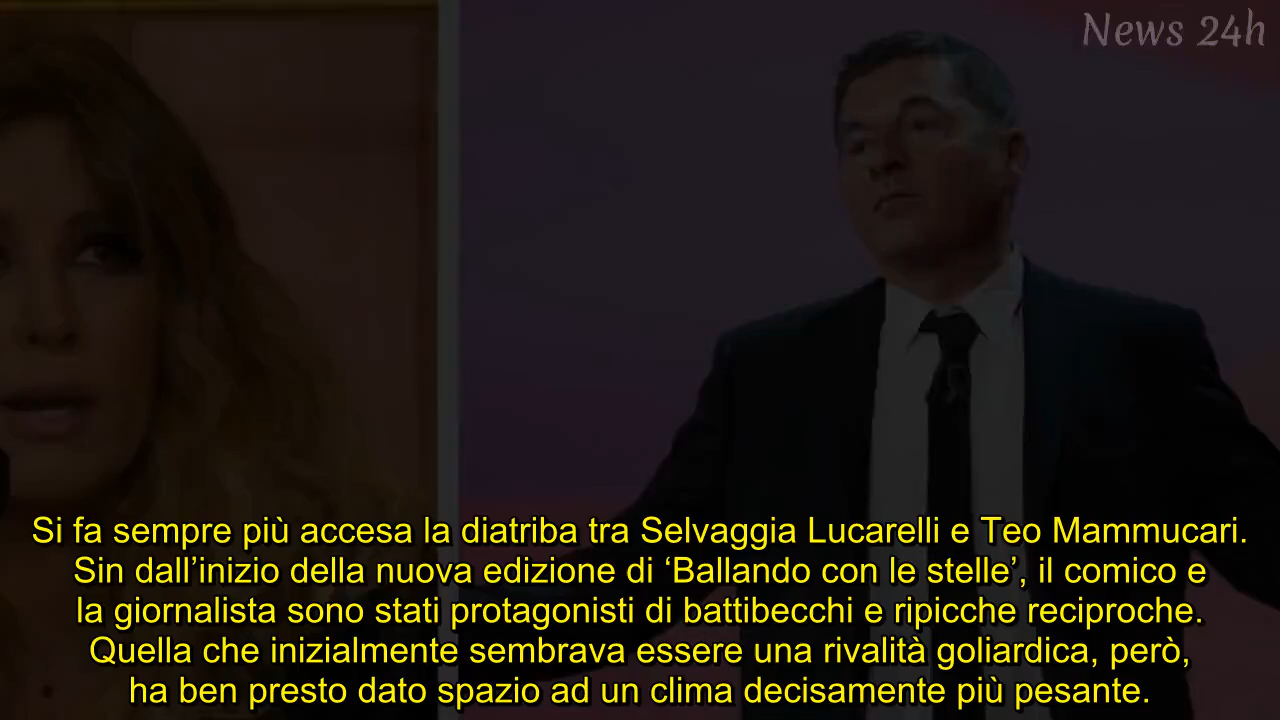 News 24h
Si fa sempre più accesa la diatriba tra Selvaggia Lucarelli e Teo Mammucari.
Sin dall’inizio della nuova edizione di ‘Ballando con le stelle’, il comico e
la giornalista sono stati protagonisti di battibecchi e ripicche reciproche.
Quella che inizialmente sembrava essere una rivalità goliardica, però,
ha ben presto dato spazio ad un clima decisamente più pesante.